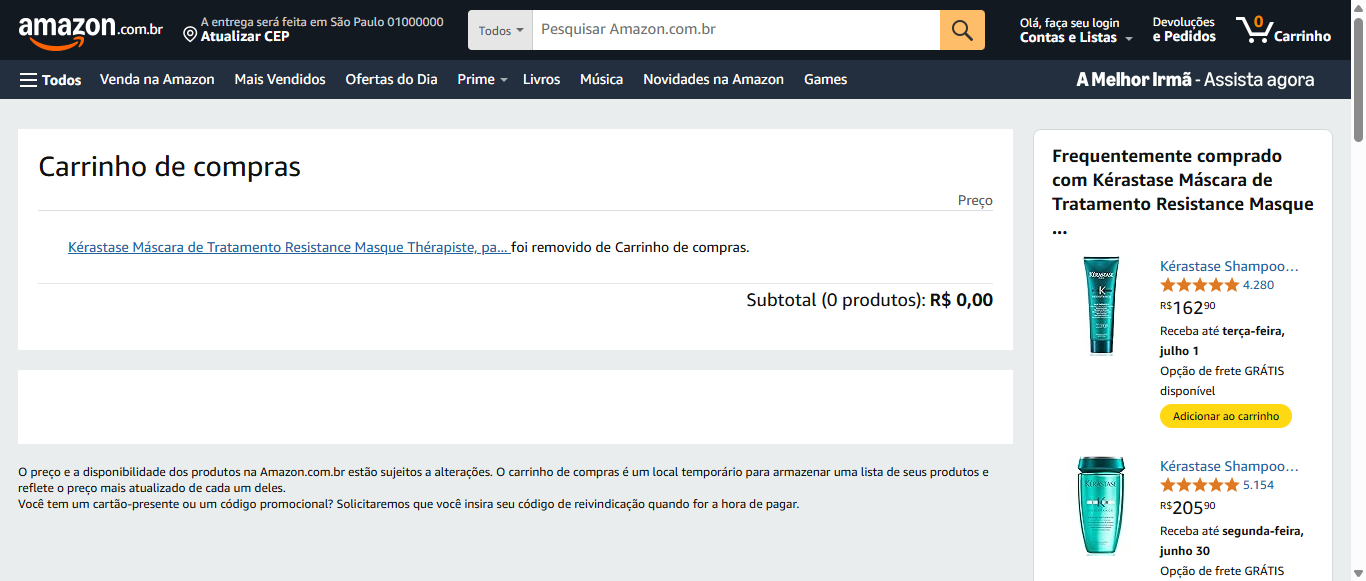 amazon.com.br
A entrega será feita em São Paulo 01000000
Atualizar CEP
Todos
Pesquisar Amazon.com.br
Olá, faça seu login
Contas e Listas
Devoluções
e Pedidos
0
Carrinho
Todos
Venda na Amazon
Mais Vendidos
Ofertas do Dia
Prime
Livros
Música
Novidades na Amazon
Games
A Melhor Irmã - Assista agora
Carrinho de compras
Preço
Kérastase Máscara de Tratamento Resistance Masque Thérapiste, pa... foi removido de Carrinho de compras.
Subtotal (0 produtos): R$ 0,00
O preço e a disponibilidade dos produtos na Amazon.com.br estão sujeitos a alterações. O carrinho de compras é um local temporário para armazenar uma lista de seus produtos e
reflete o preço mais atualizado de cada um deles.
Você tem um cartão-presente ou um código promocional? Solicitaremos que você insira seu código de reivindicação quando for a hora de pagar.
Frequentemente comprado
com Kérastase Máscara de
Tratamento Resistance Masque
...
KÉRASTASE
K
Kérastase Shampoo...
4.280
R$16290
Receba até terça-feira,
julho 1
Opção de frete GRÁTIS
disponível
Adicionar ao carrinho
KÉRASTASE
K
Kérastase Shampoo...
5.154
R$20590
Receba até segunda-feira,
junho 30
Opção de frete GRÁTIS